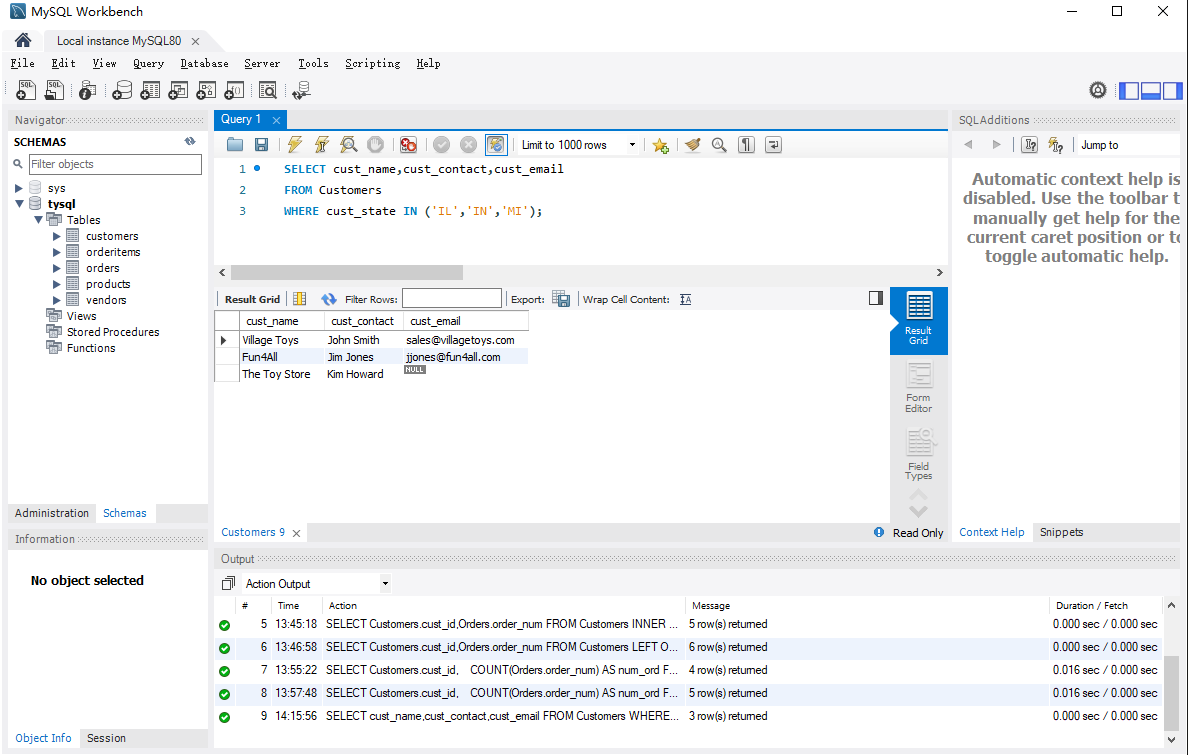 MySQL Workbench
Local instance MySQL80
File Edit View Query Database Server Tools Scripting Help
Navigator
SCHEMAS
Filter objects
sys
tysql
Tables
customers
orderitems
orders
products
vendors
Views
Stored Procedures
Functions
Administration Schemas
Information
No object selected
Object Info Session
Query 1
Limit to 1000 rows
1 SELECT cust_name,cust_contact,cust_email
2 FROM Customers
3 WHERE cust_state IN ('IL','IN','MI');
Result Grid Filter Rows: Export: Wrap Cell Content:
cust_name cust_contact cust_email
Village Toys John Smith sales@villagetoys.com
Fun4All Jim Jones jjones@fun4all.com
The Toy Store Kim Howard NULL
Result
Grid
Form
Editor
Field
Types
Customers 9
Read Only
SQLAdditions
Jump to
Automatic context help is
disabled. Use the toolbar t
manually get help for the
current caret position or to
toggle automatic help.
Context Help Snippets
Output
Action Output
# Time Action Message Duration / Fetch
5 13:45:18 SELECT Customers.cust_id,Orders.order_num FROM Customers INNER ... 5 row(s) returned 0.000 sec / 0.000 sec
6 13:46:58 SELECT Customers.cust_id,Orders.order_num FROM Customers LEFT O... 6 row(s) returned 0.000 sec / 0.000 sec
7 13:55:22 SELECT Customers.cust_id, COUNT(Orders.order_num) AS num_ord F... 4 row(s) returned 0.016 sec / 0.000 sec
8 13:57:48 SELECT Customers.cust_id, COUNT(Orders.order_num) AS num_ord F... 5 row(s) returned 0.016 sec / 0.000 sec
9 14:15:56 SELECT cust_name,cust_contact,cust_email FROM Customers WHERE... 3 row(s) returned 0.000 sec / 0.000 sec